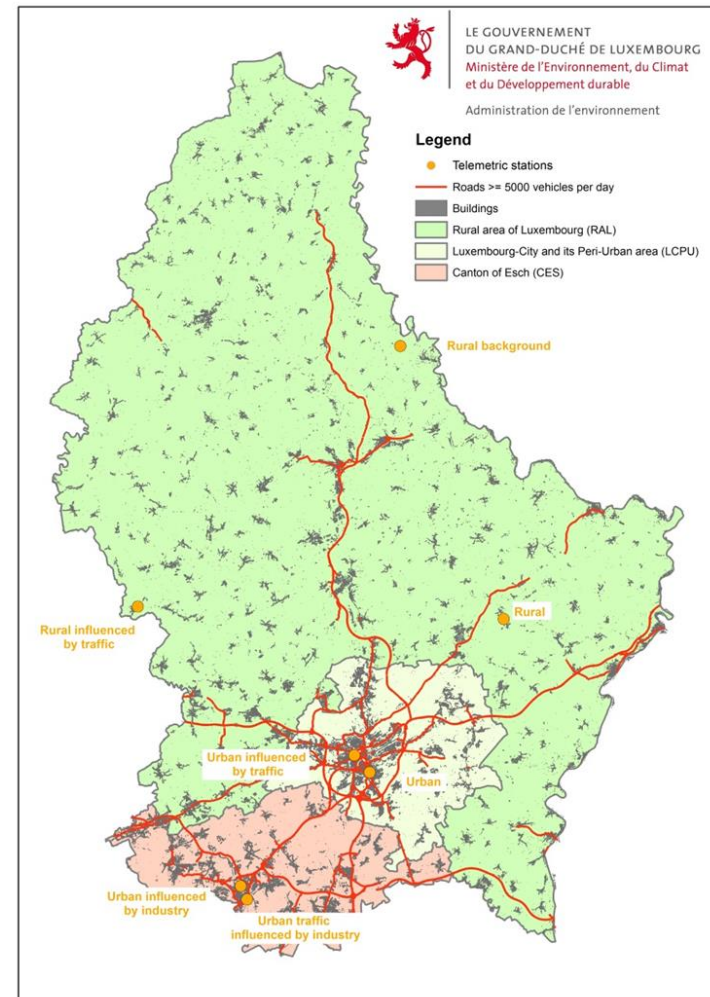 LE GOUVERNEMENT
DU GRAND-DUCHÉ DE LUXEMBOURG
Ministère de l'Environnement, du Climat
et du Développement durable
Administration de l'environnement
Legend
Telemetric stations
Roads >= 5000 vehicles per day
Buildings
Rural area of Luxembourg (RAL)
Luxembourg-City and its Peri-Urban area (LCPU)
Canton of Esch (CES)
Rural background
Rural influenced
by traffic
Rural
Urban influenced
by traffic
Urban
Urban influenced
by industry
Urban traffic
influenced by industry